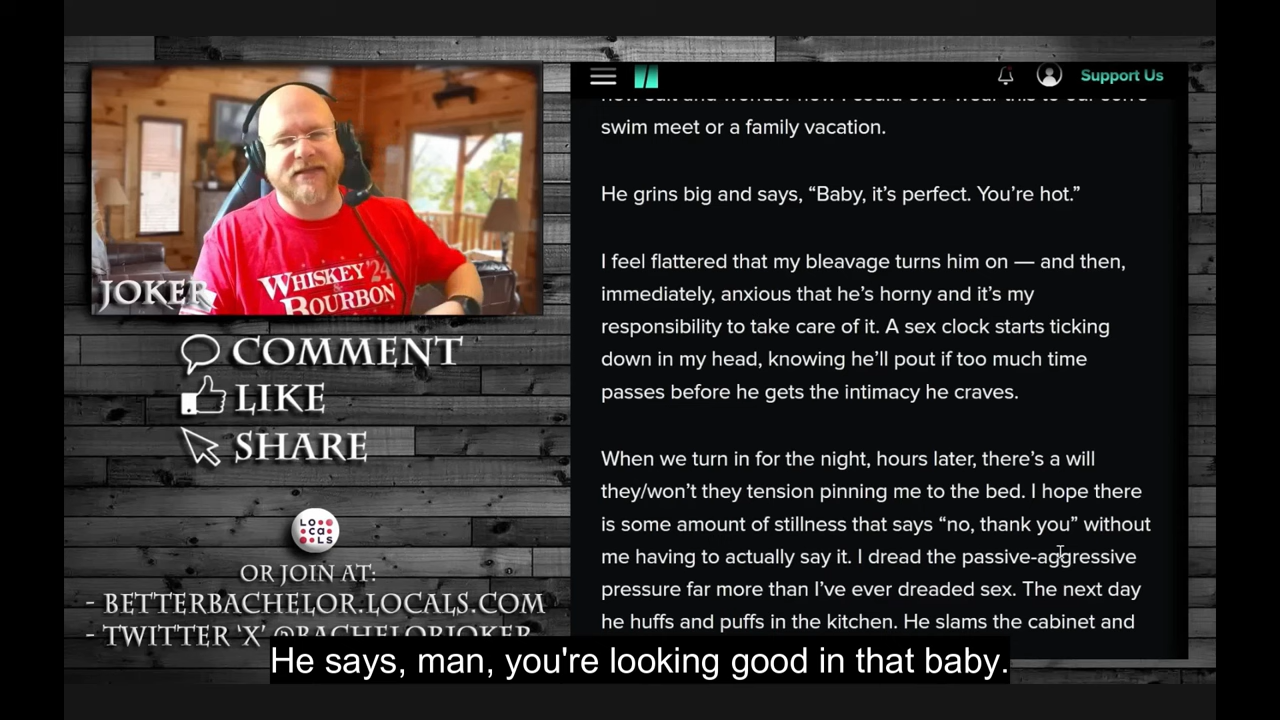 WHISKEY '24
&
BOURBON
JOKER
COMMENT
LIKE
SHARE
LOCALS
OR JOIN AT:
- BETTERBACHELOR.LOCALS.COM
- TWITTER 'X' @BACHELORJOKER
Support Us
swim meet or a family vacation.
He grins big and says, “Baby, it’s perfect. You’re hot.”
I feel flattered that my bleavage turns him on — and then,
immediately, anxious that he’s horny and it’s my
responsibility to take care of it. A sex clock starts ticking
down in my head, knowing he’ll pout if too much time
passes before he gets the intimacy he craves.
When we turn in for the night, hours later, there’s a will
they/won’t they tension pinning me to the bed. I hope there
is some amount of stillness that says “no, thank you” without
me having to actually say it. I dread the passive-aggressive
pressure far more than I’ve ever dreaded sex. The next day
he huffs and puffs in the kitchen. He slams the cabinet and
He says, man, you're looking good in that baby.